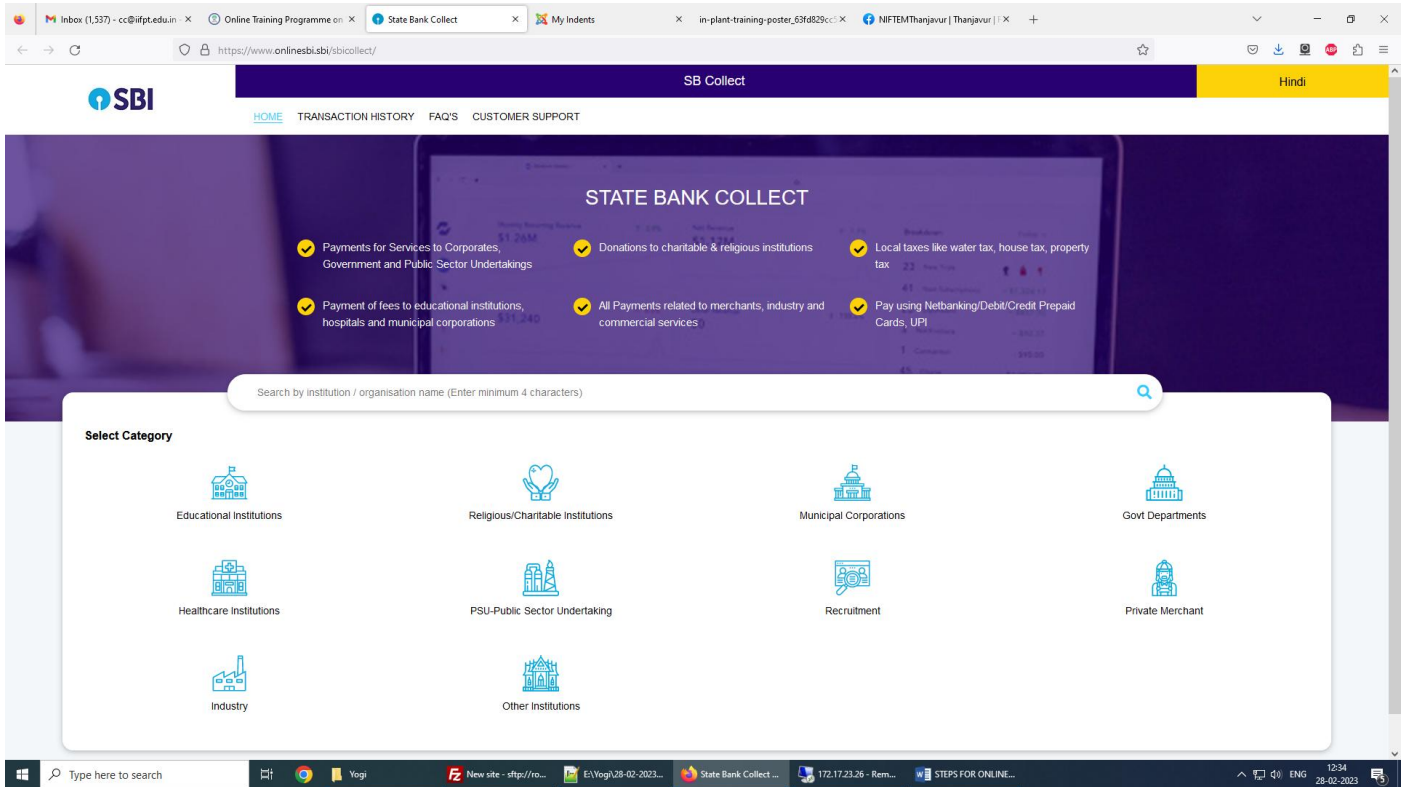 Inbox (1,537) - cc@iifpt.edu.in
Online Training Programme on
State Bank Collect
My Indents
in-plant-training-poster_63fd829cc
NIFTEMThanjavur | Thanjavur |
https://www.onlinesbi.sbi/sbicollect/
ABP
SBI
SB Collect
Hindi
HOME TRANSACTION HISTORY FAQ'S CUSTOMER SUPPORT
STATE BANK COLLECT
Payments for Services to Corporates,
Government and Public Sector Undertakings
Donations to charitable & religious institutions
Local taxes like water tax, house tax, property
tax
Payment of fees to educational institutions,
hospitals and municipal corporations
All Payments related to merchants, industry and
commercial services
Pay using Netbanking/Debit/Credit Prepaid
Cards, UPI
$1.26M
$31,240
Search by institution / organisation name (Enter minimum 4 characters)
Select Category
Educational Institutions
Religious/Charitable Institutions
Municipal Corporations
Govt Departments
Healthcare Institutions
PSU-Public Sector Undertaking
Recruitment
Private Merchant
Industry
Other Institutions
Type here to search
Yogi
New site - sftp://ro...
E:\Yogi\28-02-2023...
State Bank Collect ...
172.17.23.26 - Rem...
STEPS FOR ONLINE...
ENG
12:34
28-02-2023
5